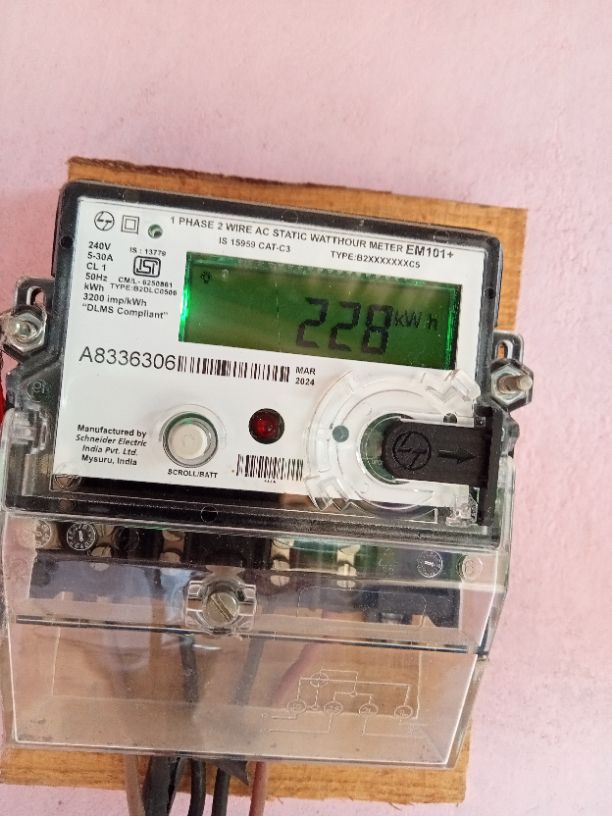 1 PHASE 2 WIRE AC STATIC WATTHOUR METER EM101+
IS 15959 CAT-C3 TYPE:B2XXXXXXXC5
240V
5-30A
CL 1
50Hz
kWh
3200 imp/kWh
"DLMS Compliant"
IS : 13779
ISI
CM/L- 6250861
TYPE:B2DLC0506
228 kWh
A8336306
MAR
2024
Manufactured by
Schneider Electric
India Pvt. Ltd.
Mysuru, India
SCROLL/BATT